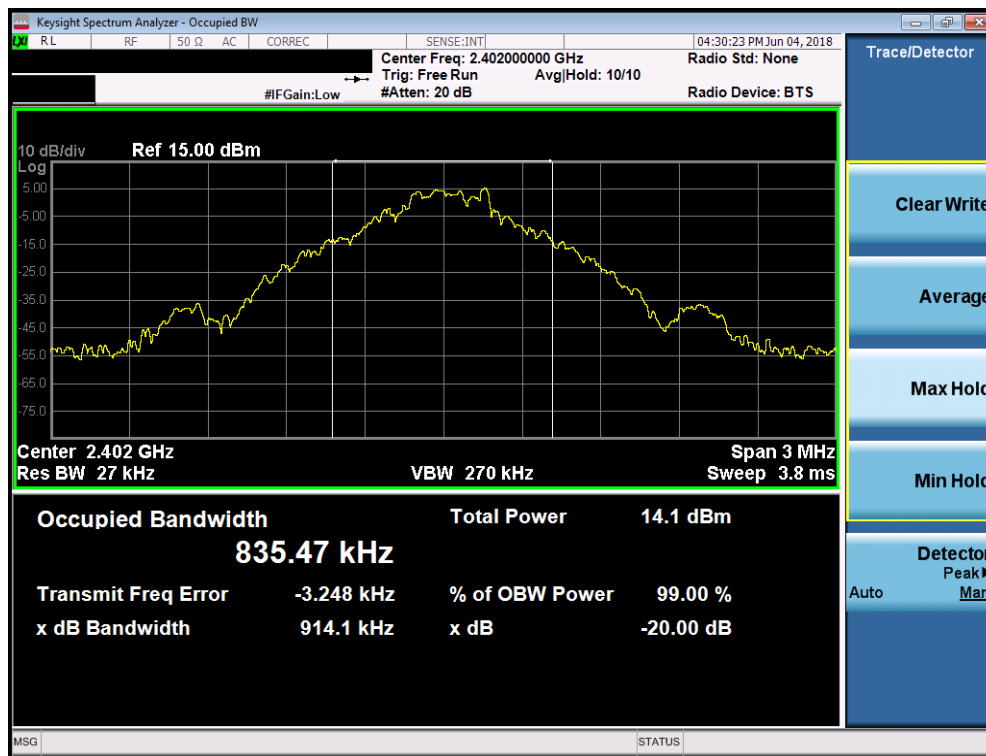 Keysight Spectrum Analyzer - Occupied BW
LXI RL RF 50 Ω AC CORREC SENSE:INT 04:30:23 PM Jun 04, 2018
Center Freq: 2.402000000 GHz Radio Std: None
Trig: Free Run Avg|Hold: 10/10
#IFGain:Low #Atten: 20 dB Radio Device: BTS
Trace/Detector
10 dB/div Ref 15.00 dBm
Log
5.00
-5.00
-15.0
-25.0
-35.0
-45.0
-55.0
-65.0
-75.0
Center 2.402 GHz Span 3 MHz
Res BW 27 kHz VBW 270 kHz Sweep 3.8 ms
Occupied Bandwidth Total Power 14.1 dBm
835.47 kHz
Transmit Freq Error -3.248 kHz % of OBW Power 99.00 %
x dB Bandwidth 914.1 kHz x dB -20.00 dB
Clear Write
Average
Max Hold
Min Hold
Detector
Peak
Auto Man
MSG STATUS